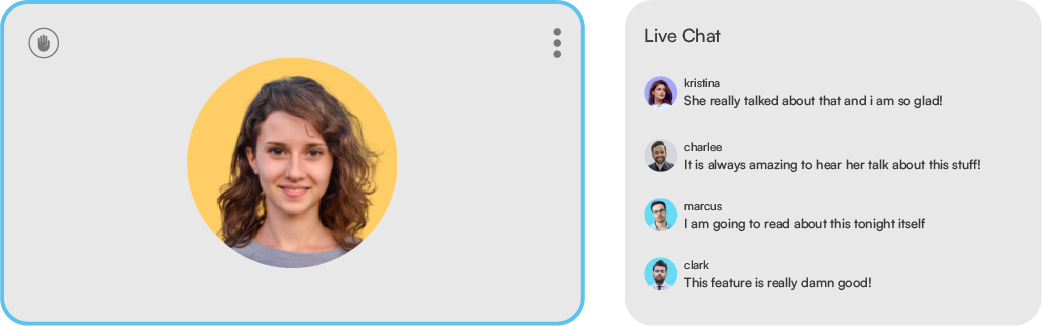 Live Chat
kristina
She really talked about that and i am so glad!
charlee
It is always amazing to hear her talk about this stuff!
marcus
I am going to read about this tonight itself
clark
This feature is really damn good!